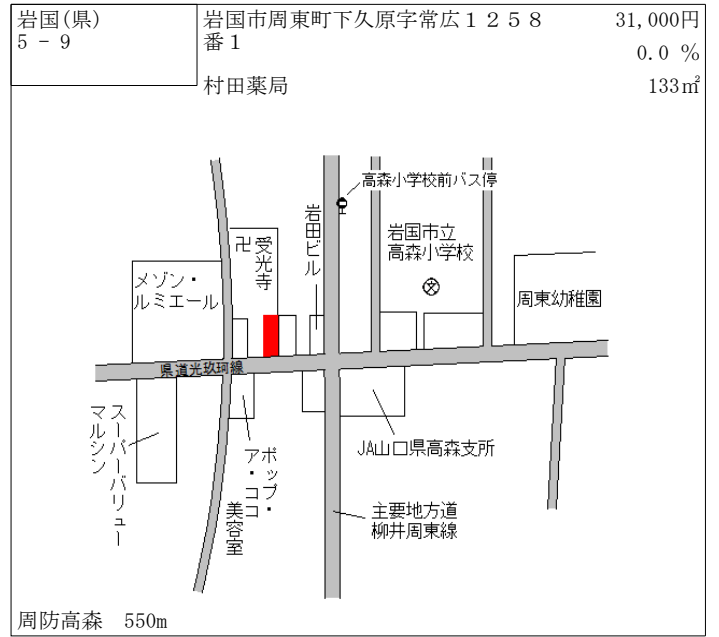 岩国(県)
5 - 9
岩国市周東町下久原字常広１２５８
番１
31,000円
0.0 %
村田薬局
133㎡
高森小学校前バス停
岩田ビル
卍
受光寺
岩国市立
高森小学校
文
メゾン・
ルミエール
周東幼稚園
県道光玖珂線
スーパーバリュー
マルシン
ポップ・
ア・ココ
美容室
JA山口県高森支所
主要地方道
柳井周東線
周防高森　550m